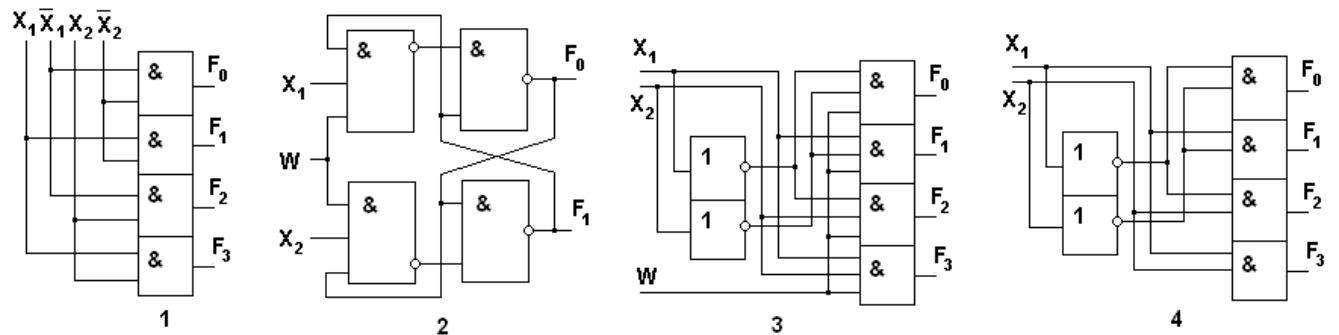 X₁ X̅₁ X₂ X̅₂
& F₀
& F₁
& F₂
& F₃
1
& & F₀
X₁
W
& & F₁
X₂
2
X₁
X₂
& F₀
1 & F₁
1 & F₂
& F₃
W
3
X₁
X₂
& F₀
1 & F₁
1 & F₂
& F₃
4